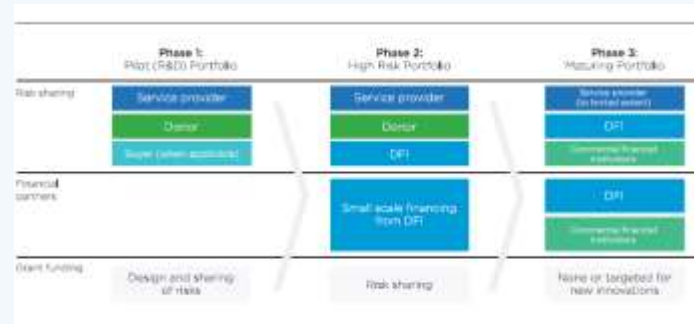 Phase 1:
Pilot (R&D) Portfolio
Phase 2:
High Risk Portfolio
Phase 3:
Maturing Portfolio
Risk sharing
Service provider
Donor
Buyer (when applicable)
Service provider
Donor
DFI
Service provider
(to limited extent)
DFI
Commercial financial
institutions
Financial
partners
Small scale financing
from DFI
DFI
Commercial financial
institutions
Grant funding
Design and sharing
of risks
Risk sharing
None or targeted for
new innovations